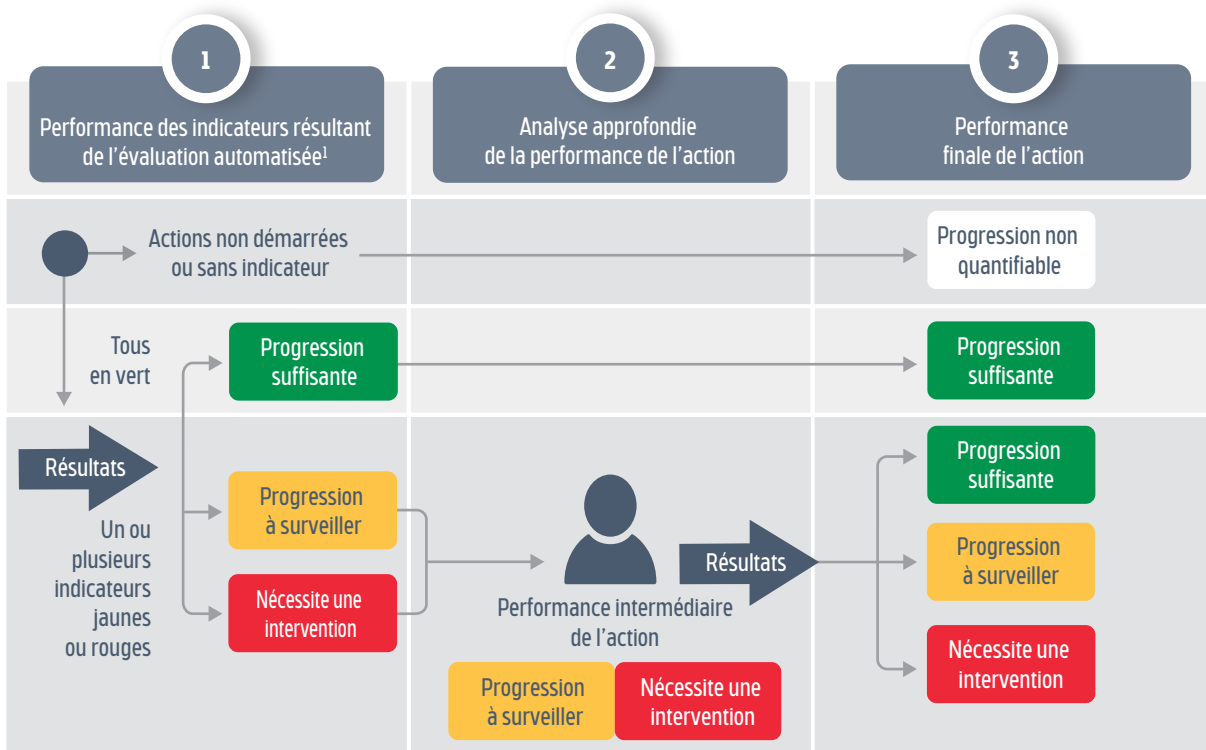 1
2
3
Performance des indicateurs résultant
de l'évaluation automatisée¹
Analyse approfondie
de la performance de l'action
Performance
finale de l'action
Actions non démarrées
ou sans indicateur
Progression non
quantifiable
Tous
en vert
Progression
suffisante
Progression
suffisante
Résultats
Un ou
plusieurs
indicateurs
jaunes
ou rouges
Progression
à surveiller
Nécessite une
intervention
Performance intermédiaire
de l'action
Progression
à surveiller
Nécessite une
intervention
Résultats
Progression
suffisante
Progression
à surveiller
Nécessite une
intervention